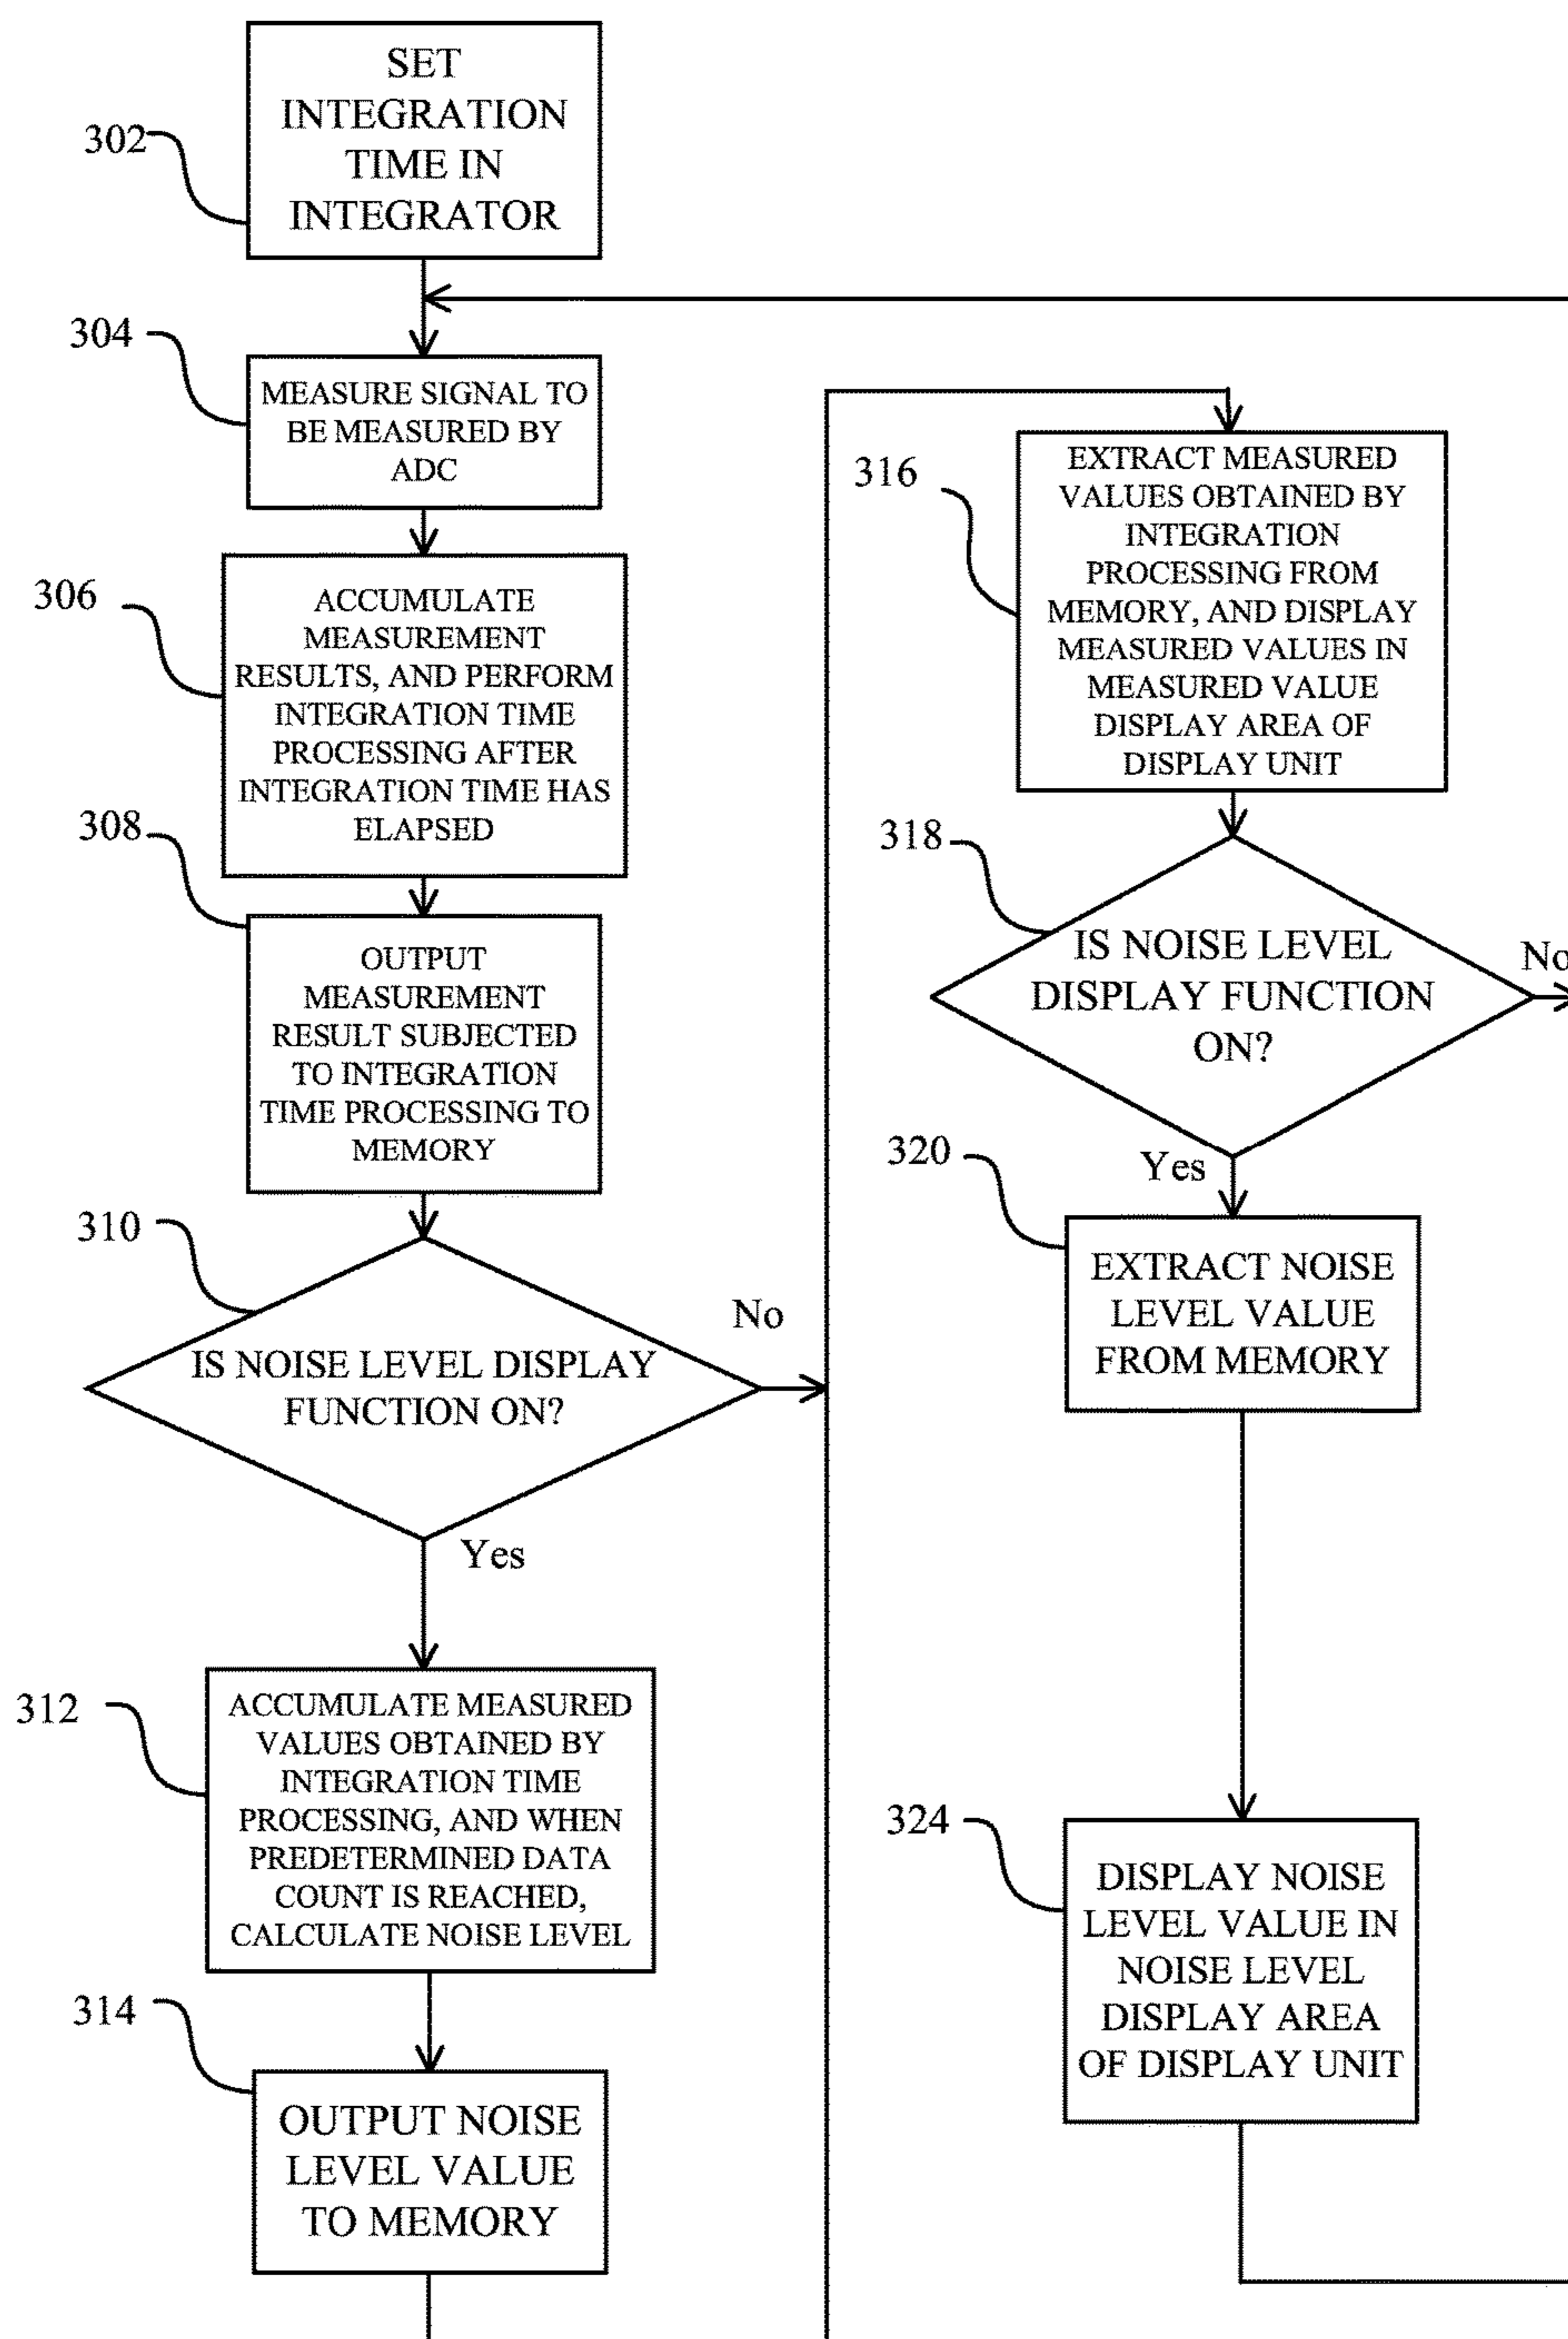 302
SET
INTEGRATION
TIME IN
INTEGRATOR
304
MEASURE SIGNAL TO
BE MEASURED BY
ADC
306
ACCUMULATE
MEASUREMENT
RESULTS, AND PERFORM
INTEGRATION TIME
PROCESSING AFTER
INTEGRATION TIME HAS
ELAPSED
308
OUTPUT
MEASUREMENT
RESULT SUBJECTED
TO INTEGRATION
TIME PROCESSING TO
MEMORY
310
IS NOISE LEVEL DISPLAY
FUNCTION ON?
No
Yes
312
ACCUMULATE MEASURED
VALUES OBTAINED BY
INTEGRATION TIME
PROCESSING, AND WHEN
PREDETERMINED DATA
COUNT IS REACHED,
CALCULATE NOISE LEVEL
314
OUTPUT NOISE
LEVEL VALUE
TO MEMORY
316
EXTRACT MEASURED
VALUES OBTAINED BY
INTEGRATION
PROCESSING FROM
MEMORY, AND DISPLAY
MEASURED VALUES IN
MEASURED VALUE
DISPLAY AREA OF
DISPLAY UNIT
318
IS NOISE LEVEL
DISPLAY FUNCTION
ON?
No
Yes
320
EXTRACT NOISE
LEVEL VALUE
FROM MEMORY
324
DISPLAY NOISE
LEVEL VALUE IN
NOISE LEVEL
DISPLAY AREA
OF DISPLAY UNIT